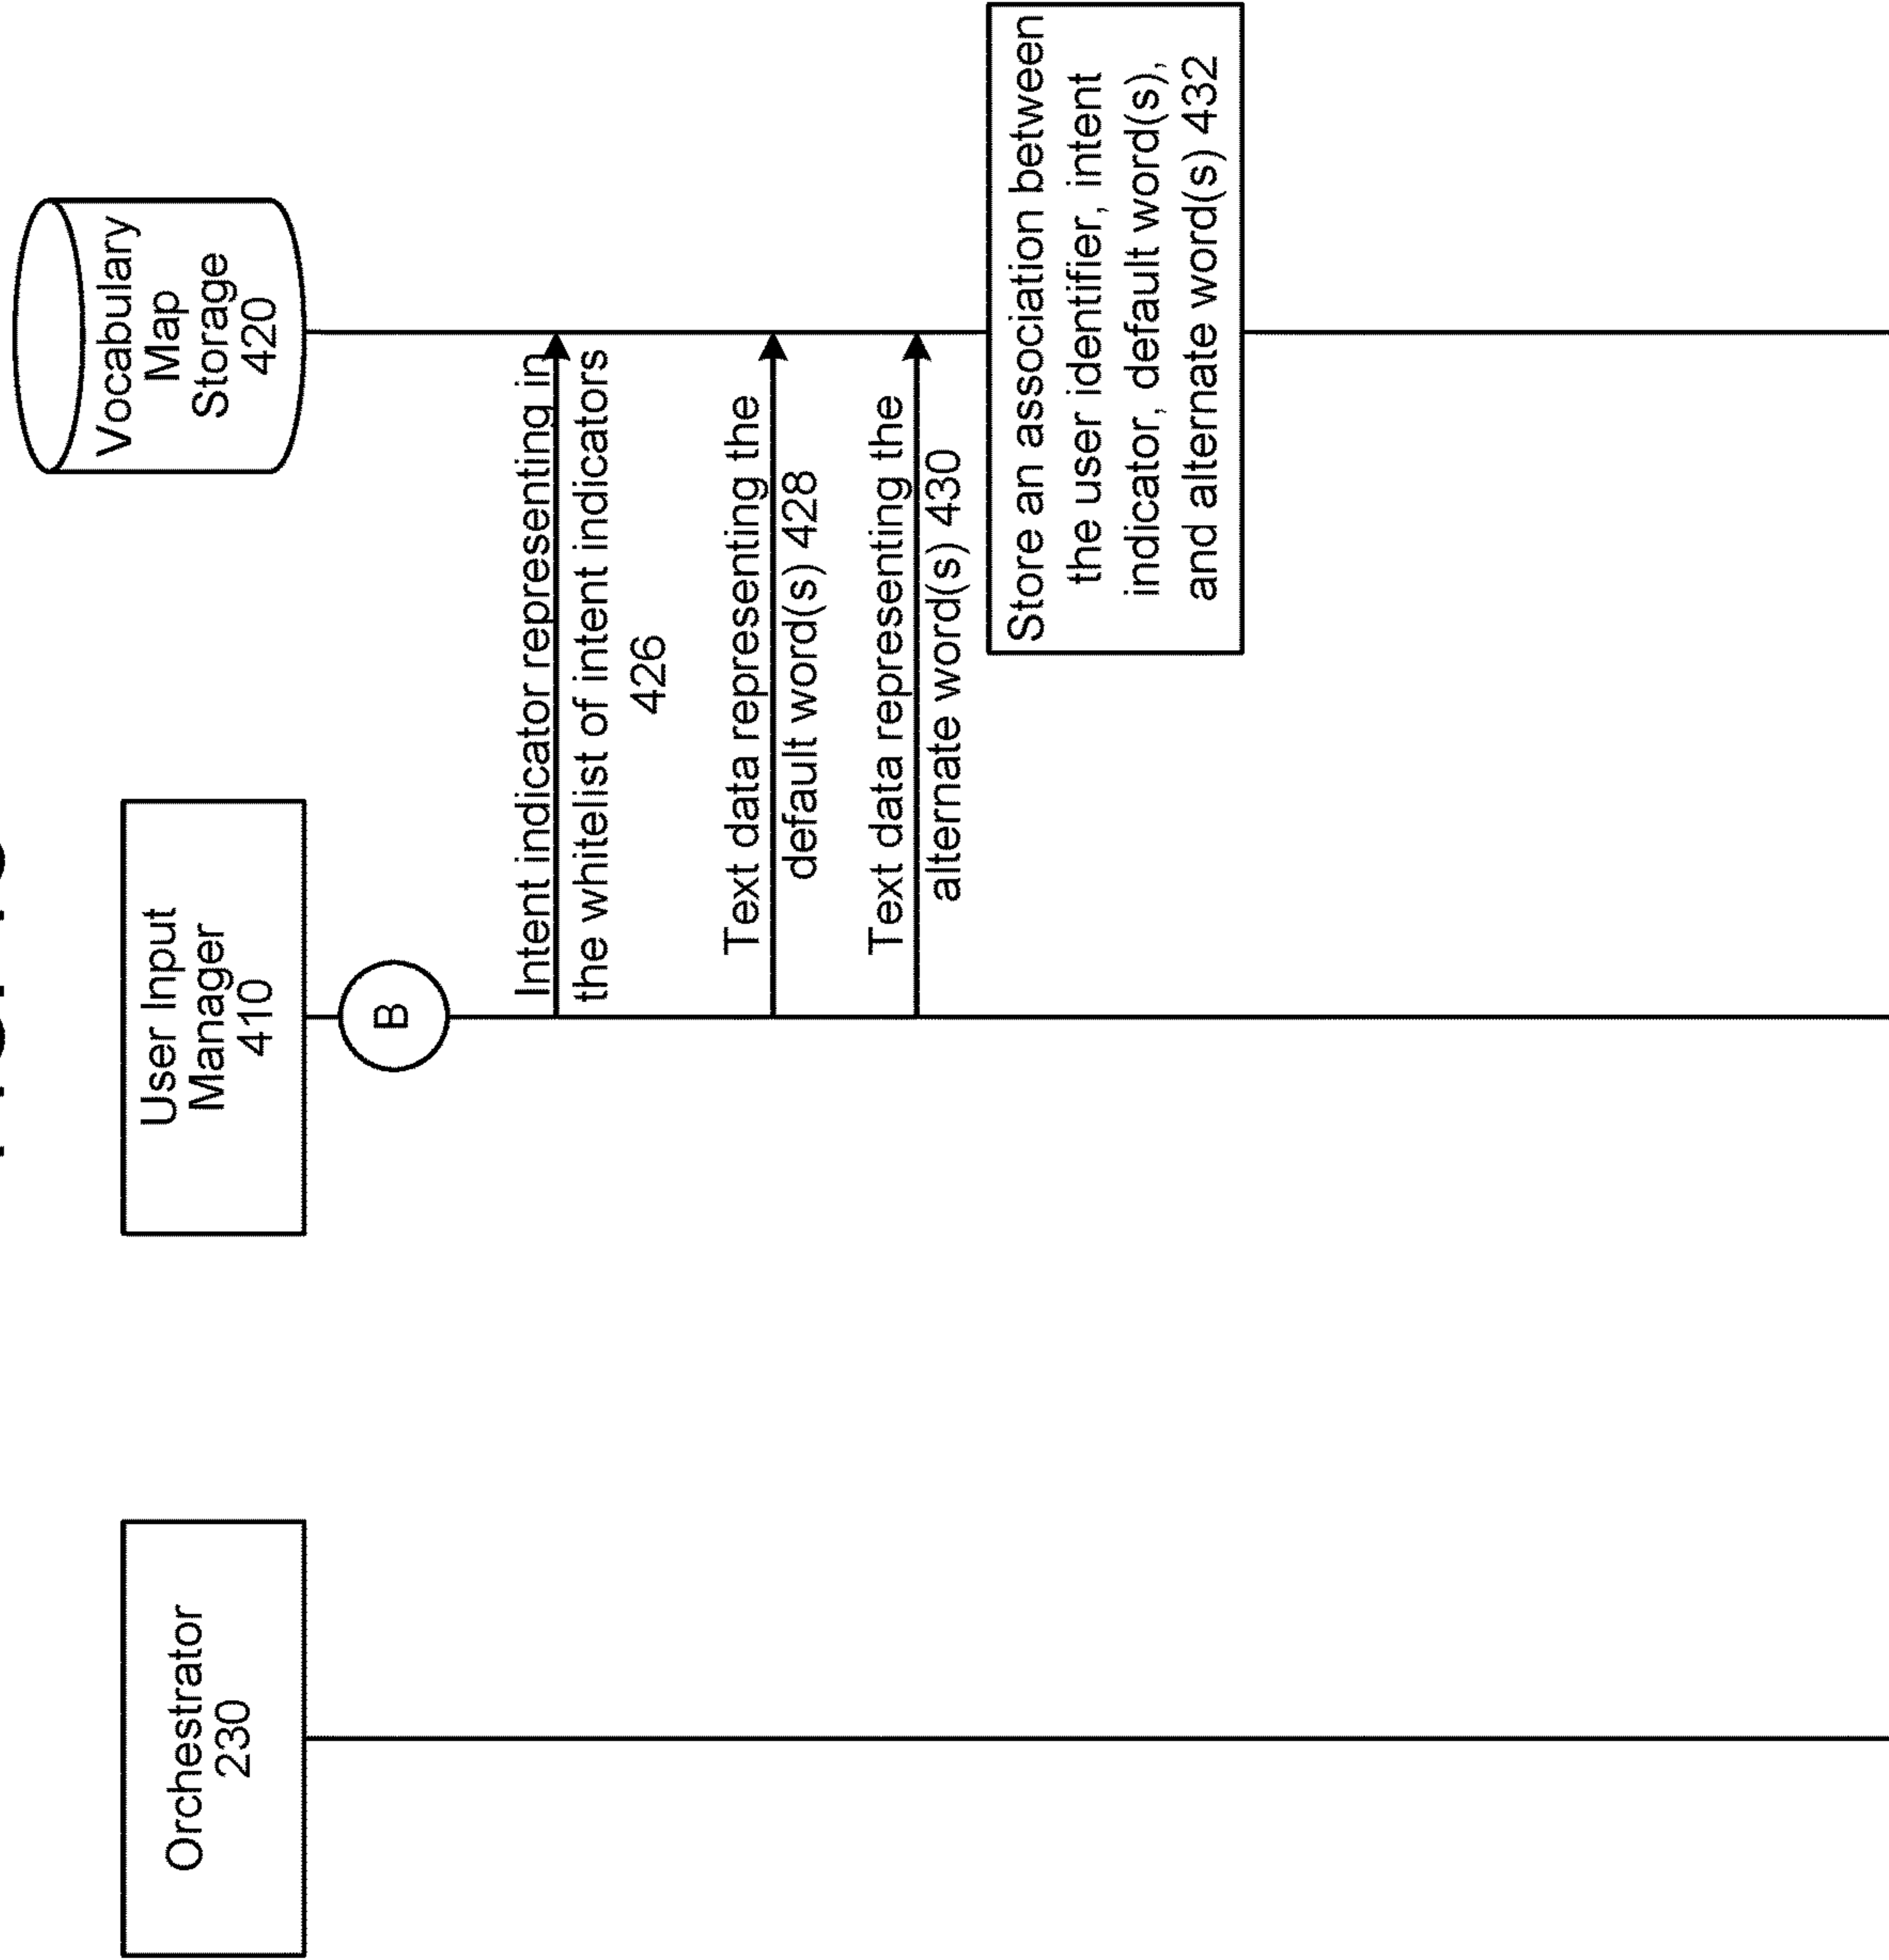 Orchestrator
230
User Input
Manager
410
Vocabulary
Map
Storage
420
B
Intent indicator representing in
the whitelist of intent indicators
426
Text data representing the
default word(s) 428
Text data representing the
alternate word(s) 430
Store an association between
the user identifier, intent
indicator, default word(s),
and alternate word(s) 432